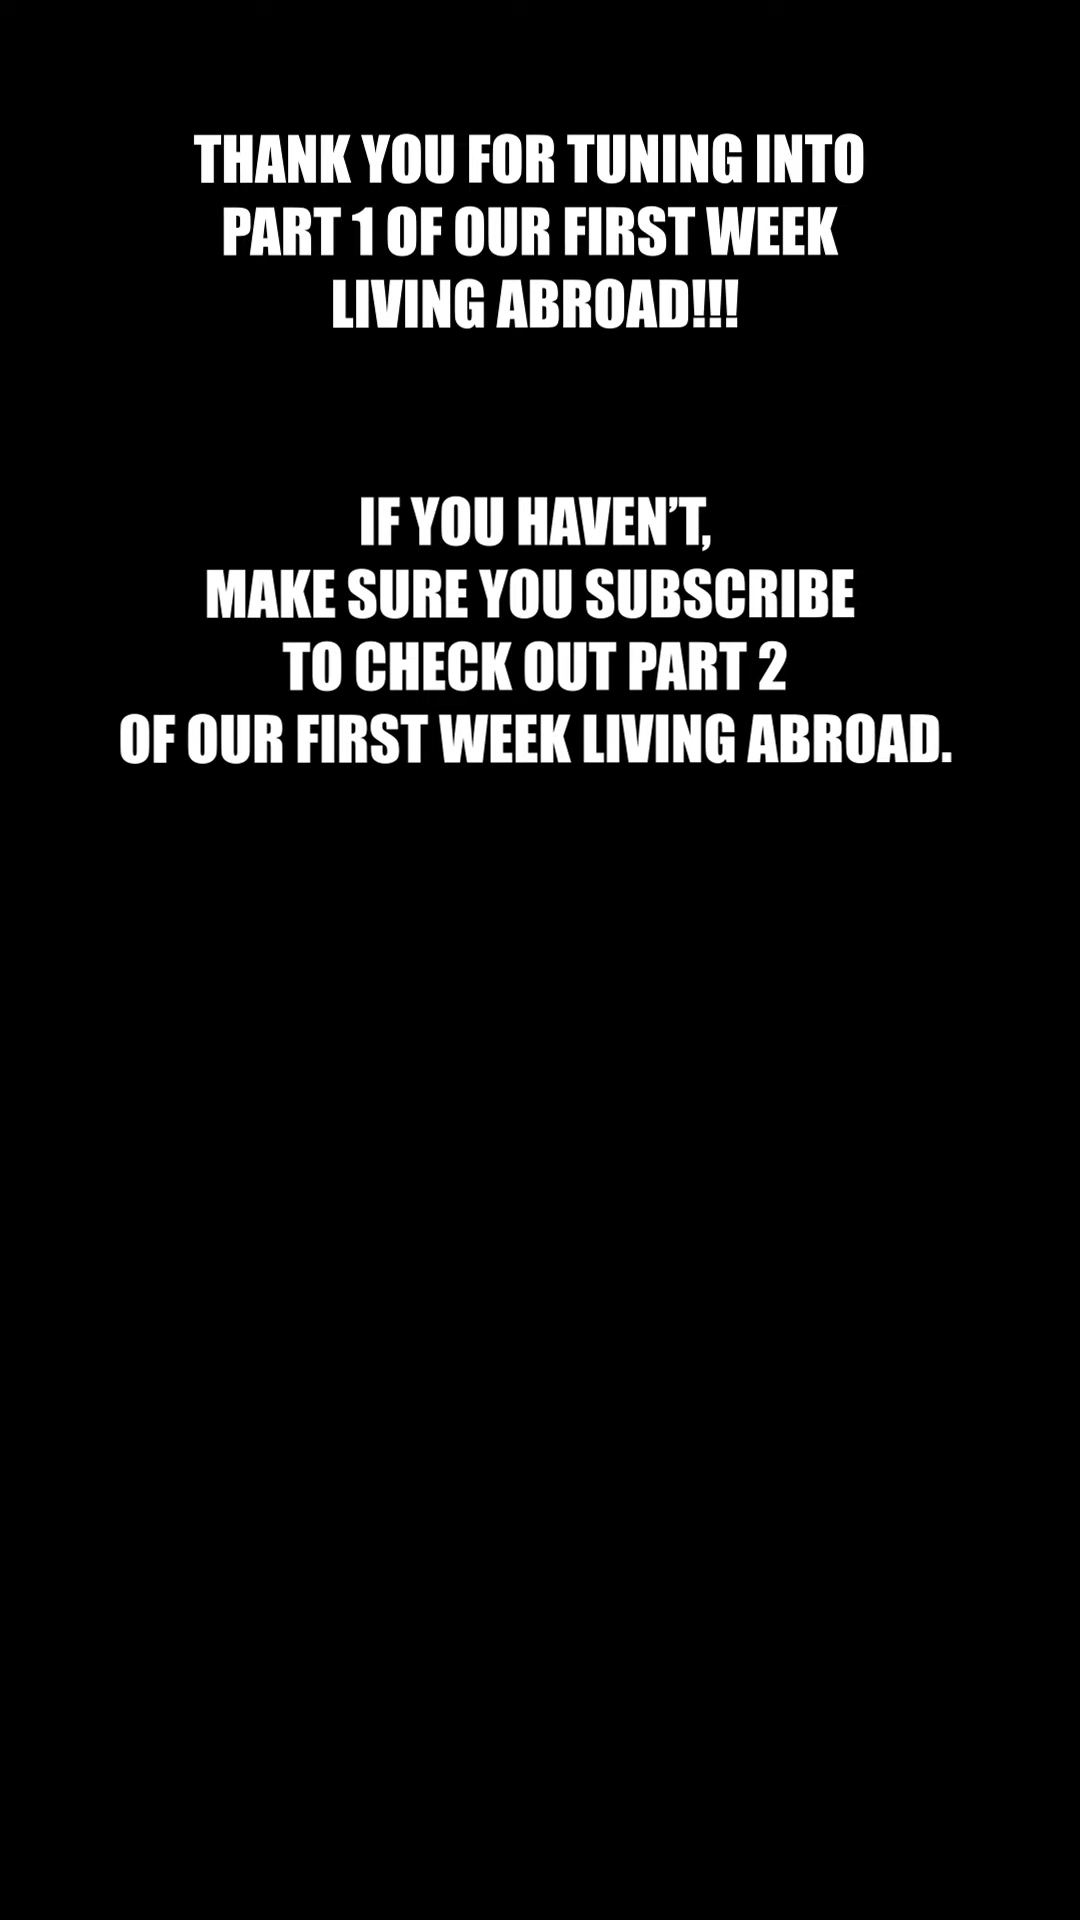 THANK YOU FOR TUNING INTO
PART 1 OF OUR FIRST WEEK
LIVING ABROAD!!!
IF YOU HAVEN’T,
MAKE SURE YOU SUBSCRIBE
TO CHECK OUT PART 2
OF OUR FIRST WEEK LIVING ABROAD.